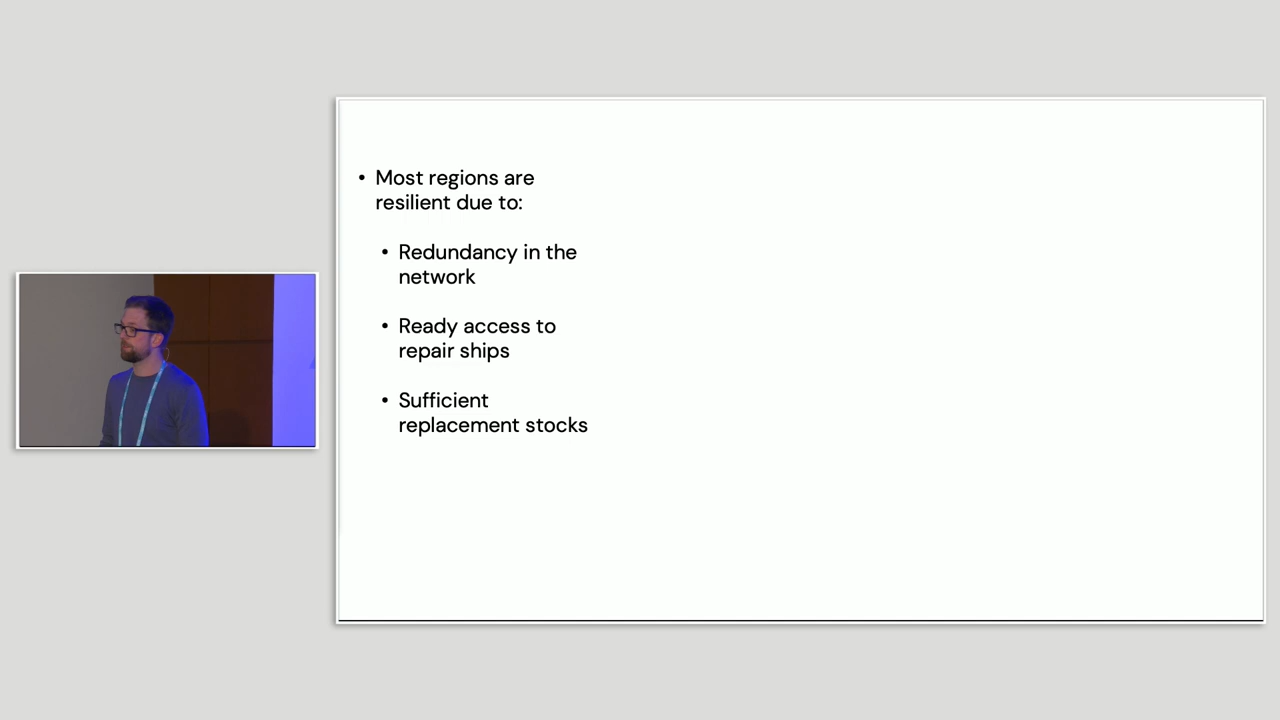 • Most regions are
resilient due to:
• Redundancy in the
network
• Ready access to
repair ships
• Sufficient
replacement stocks